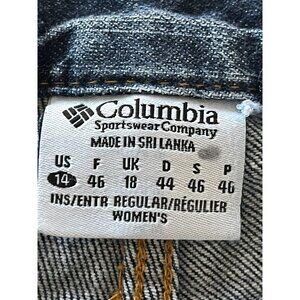 Columbia
Sportswear Company
MADE IN SRI LANKA
US F UK D S P
14 46 18 44 46 46
INS/ENTR REGULAR/RÉGULIER
WOMEN'S